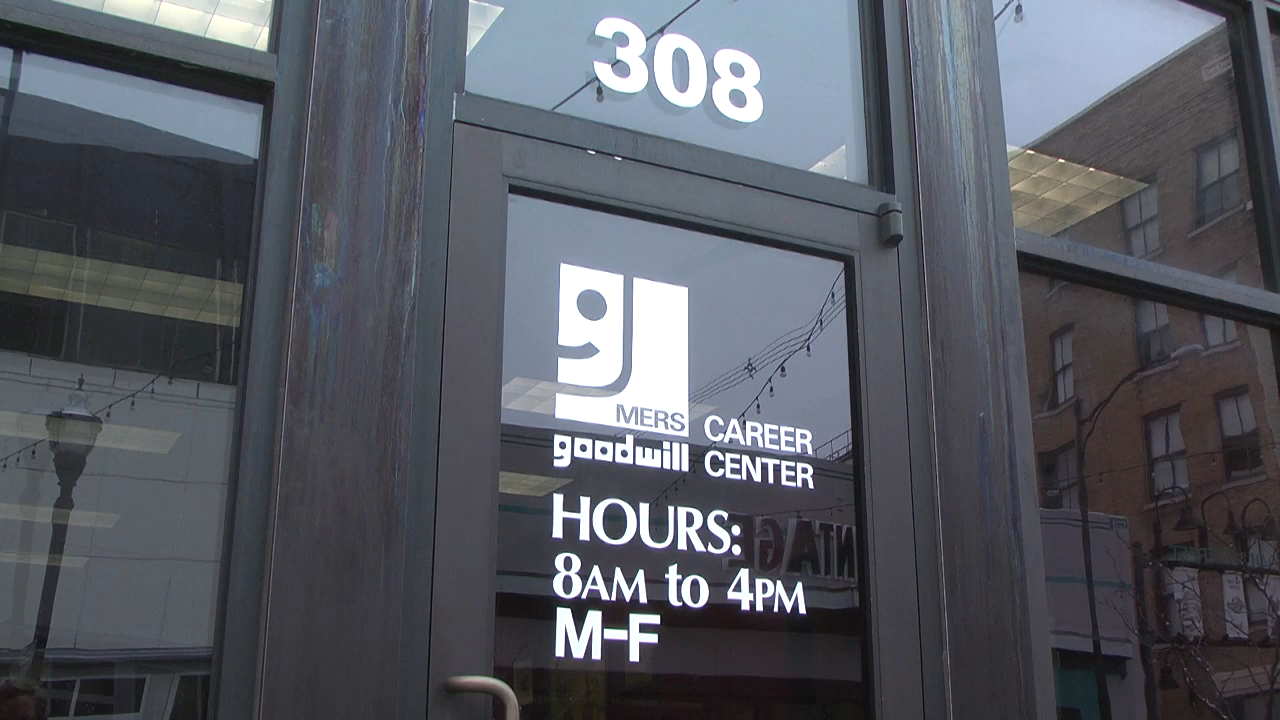 308
g
MERS
goodwill
CAREER
CENTER
HOURS:
8AM to 4PM
M-F